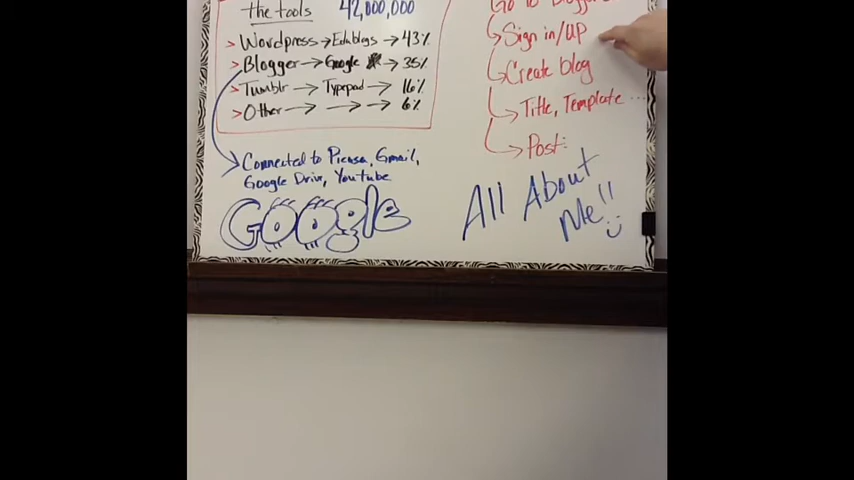 the tools 42,000,000
> Wordpress → Edublogs → 43%
> Blogger → Google → 35%
> Tumblr → Typepad → 16%
> Other → → 6%
Connected to Picasa, Gmail,
Google Drive, Youtube
Google
Go to Blogger
Sign in/up
Create blog
Title, Template ...
Post:
All About
Me!!